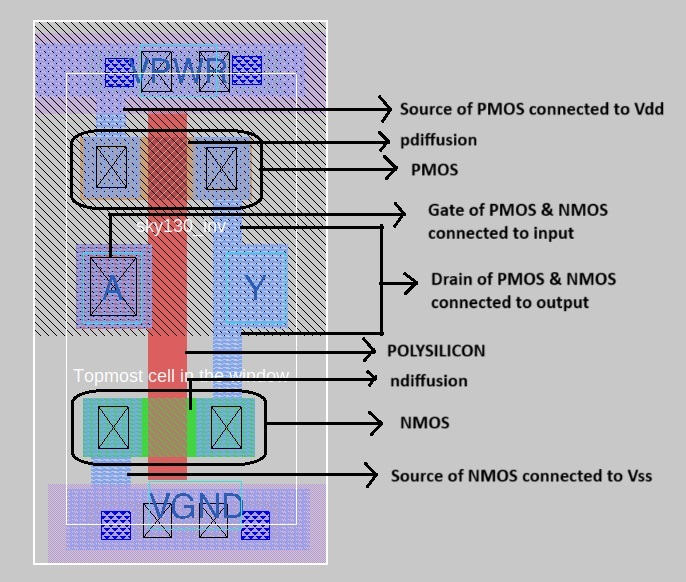 VPWR
Source of PMOS connected to Vdd
pdiffusion
PMOS
Gate of PMOS & NMOS
connected to input
sky130_inv
A
Y
Drain of PMOS & NMOS
connected to output
POLYSILICON
Topmost cell in the window
ndiffusion
NMOS
Source of NMOS connected to Vss
VGND